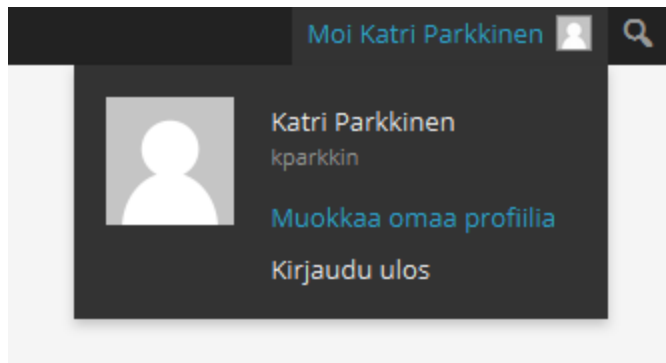 Moi Katri Parkkinen
Katri Parkkinen
kparkkin
Muokkaa omaa profiilia
Kirjaudu ulos